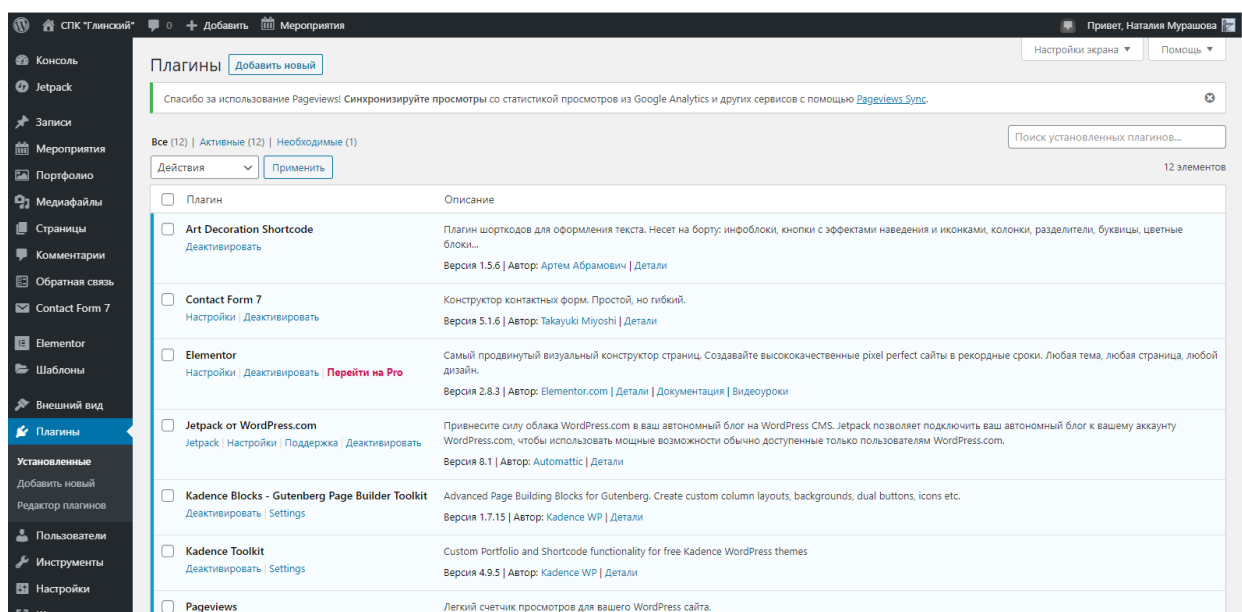 СПК "Глинский" 0 Добавить Мероприятия Привет, Наталия Мурашова
Настройки экрана Помощь
Консоль
Jetpack
Записи
Мероприятия
Портфолио
Медиафайлы
Страницы
Комментарии
Обратная связь
Contact Form 7
Elementor
Шаблоны
Внешний вид
Плагины
Установленные
Добавить новый
Редактор плагинов
Пользователи
Инструменты
Настройки
Плагины Добавить новый
Спасибо за использование Pageviews! Синхронизируйте просмотры со статистикой просмотров из Google Analytics и других сервисов с помощью Pageviews Sync.
Все (12) | Активные (12) | Необходимые (1)
Поиск установленных плагинов...
Действия Применить
12 элементов
Плагин Описание
Art Decoration Shortcode
Деактивировать
Плагин шорткодов для оформления текста. Несет на борту: инфоблоки, кнопки с эффектами наведения и иконками, колонки, разделители, буквицы, цветные
блоки...
Версия 1.5.6 | Автор: Артем Абрамович | Детали
Contact Form 7
Настройки | Деактивировать
Конструктор контактных форм. Простой, но гибкий.
Версия 5.1.6 | Автор: Takayuki Miyoshi | Детали
Elementor
Настройки | Деактивировать | Перейти на Pro
Самый продвинутый визуальный конструктор страниц. Создавайте высококачественные pixel perfect сайты в рекордные сроки. Любая тема, любая страница, любой
дизайн.
Версия 2.8.3 | Автор: Elementor.com | Детали | Документация | Видеоуроки
Jetpack от WordPress.com
Jetpack | Настройки | Поддержка | Деактивировать
Привнесите силу облака WordPress.com в ваш автономный блог на WordPress CMS. Jetpack позволяет подключить ваш автономный блог к вашему аккаунту
WordPress.com, чтобы использовать мощные возможности обычно доступенные только пользователям WordPress.com.
Версия 8.1 | Автор: Automattic | Детали
Kadence Blocks - Gutenberg Page Builder Toolkit
Деактивировать | Settings
Advanced Page Building Blocks for Gutenberg. Create custom column layouts, backgrounds, dual buttons, icons etc.
Версия 1.7.15 | Автор: Kadence WP | Детали
Kadence Toolkit
Деактивировать | Settings
Custom Portfolio and Shortcode functionality for free Kadence WordPress themes
Версия 4.9.5 | Автор: Kadence WP | Детали
Pageviews
Легкий счетчик просмотров для вашего WordPress сайта.